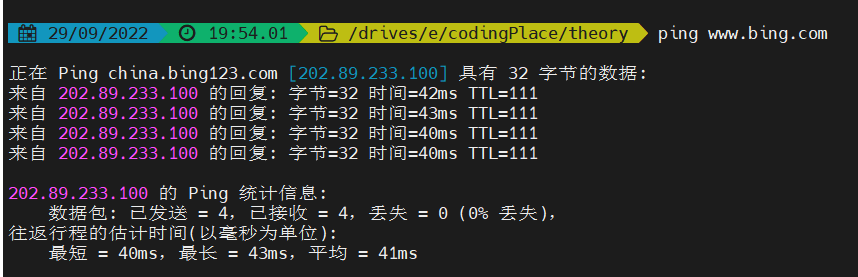 29/09/2022 19:54.01 /drives/e/codingPlace/theory ping www.bing.com
正在 Ping china.bing123.com [202.89.233.100] 具有 32 字节的数据:
来自 202.89.233.100 的回复: 字节=32 时间=42ms TTL=111
来自 202.89.233.100 的回复: 字节=32 时间=43ms TTL=111
来自 202.89.233.100 的回复: 字节=32 时间=40ms TTL=111
来自 202.89.233.100 的回复: 字节=32 时间=40ms TTL=111
202.89.233.100 的 Ping 统计信息:
数据包: 已发送 = 4，已接收 = 4，丢失 = 0 (0% 丢失)，
往返行程的估计时间(以毫秒为单位):
最短 = 40ms，最长 = 43ms，平均 = 41ms